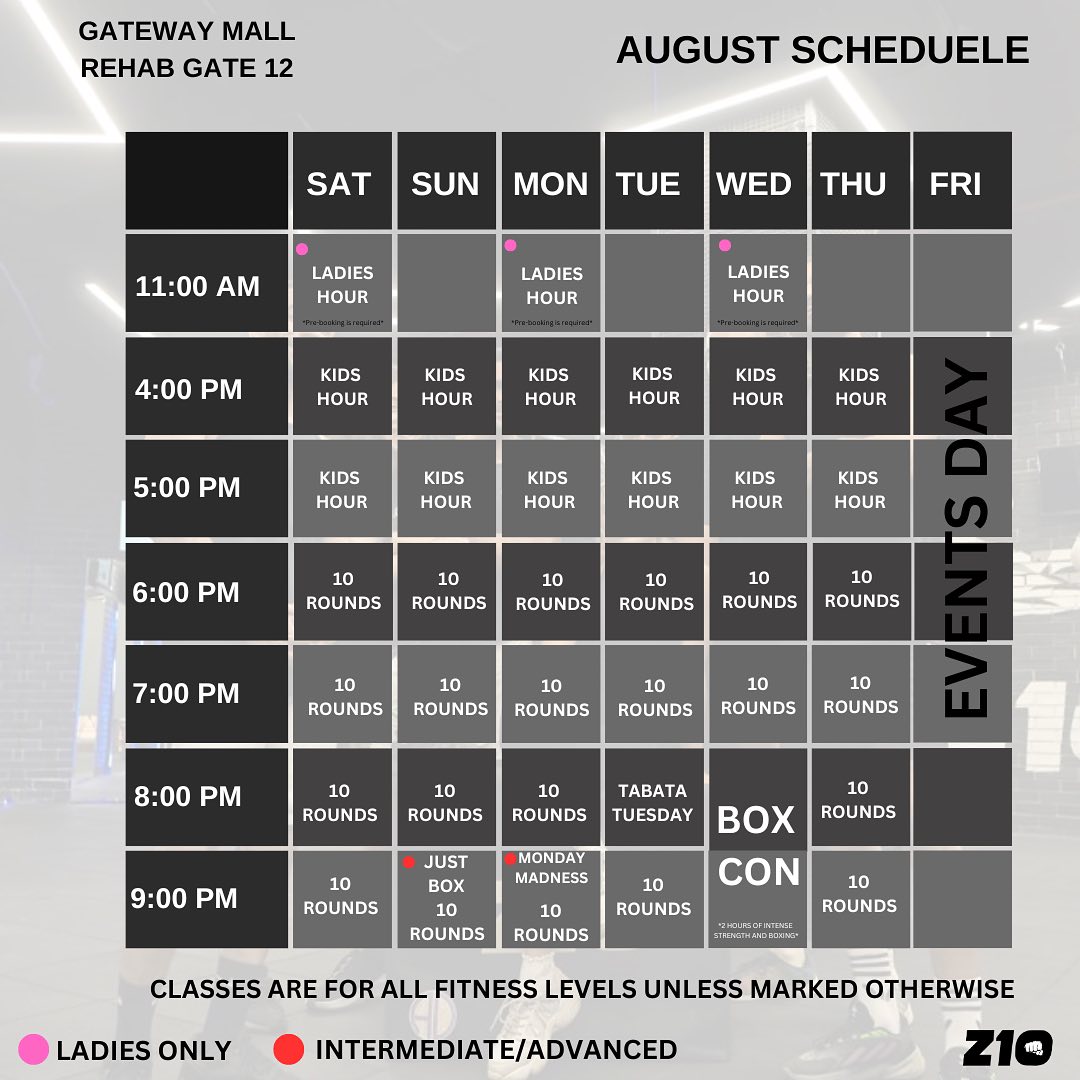 GATEWAY MALL
REHAB GATE 12
AUGUST SCHEDUELE
SAT SUN MON TUE WED THU FRI
11:00 AM
LADIES
HOUR
*Pre-booking is required*
LADIES
HOUR
*Pre-booking is required*
LADIES
HOUR
*Pre-booking is required*
4:00 PM
KIDS
HOUR
KIDS
HOUR
KIDS
HOUR
KIDS
HOUR
KIDS
HOUR
KIDS
HOUR
5:00 PM
KIDS
HOUR
KIDS
HOUR
KIDS
HOUR
KIDS
HOUR
KIDS
HOUR
KIDS
HOUR
6:00 PM
10
ROUNDS
10
ROUNDS
10
ROUNDS
10
ROUNDS
10
ROUNDS
10
ROUNDS
7:00 PM
10
ROUNDS
10
ROUNDS
10
ROUNDS
10
ROUNDS
10
ROUNDS
10
ROUNDS
EVENTS DAY
8:00 PM
10
ROUNDS
10
ROUNDS
10
ROUNDS
TABATA
TUESDAY
BOX
CON
*2 HOURS OF INTENSE
STRENGTH AND BOXING*
10
ROUNDS
9:00 PM
10
ROUNDS
JUST
BOX
10
ROUNDS
MONDAY
MADNESS
10
ROUNDS
10
ROUNDS
10
ROUNDS
CLASSES ARE FOR ALL FITNESS LEVELS UNLESS MARKED OTHERWISE
LADIES ONLY
INTERMEDIATE/ADVANCED
Z10